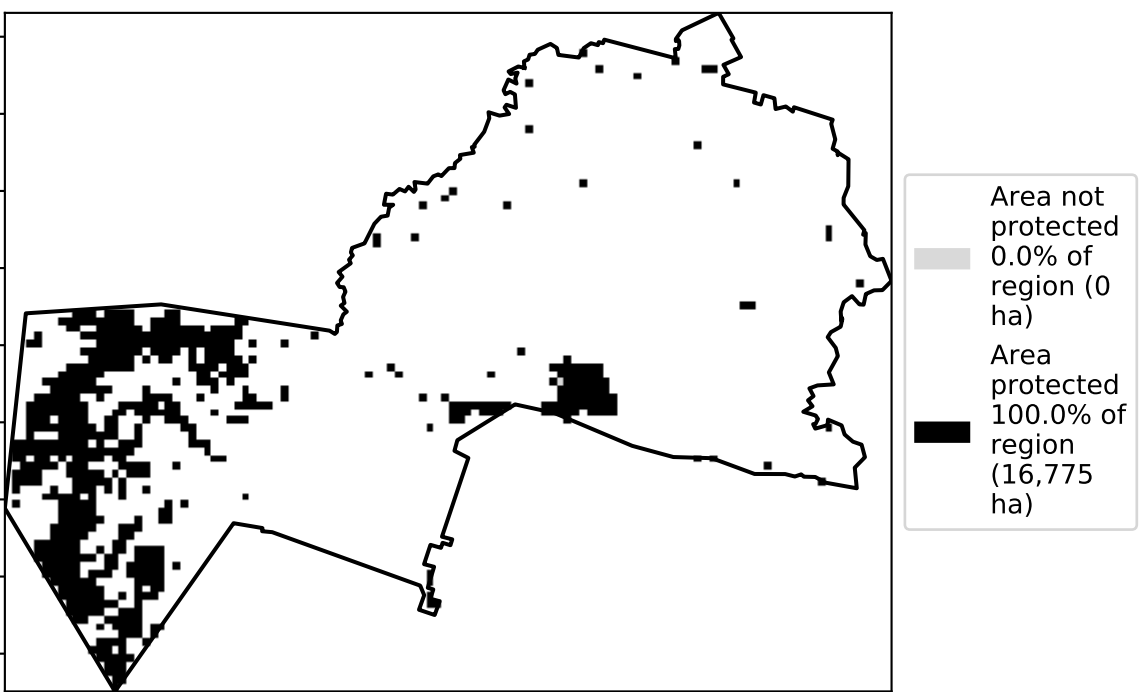 Area not
protected
0.0% of
region (0
ha)
Area
protected
100.0% of
region
(16,775
ha)